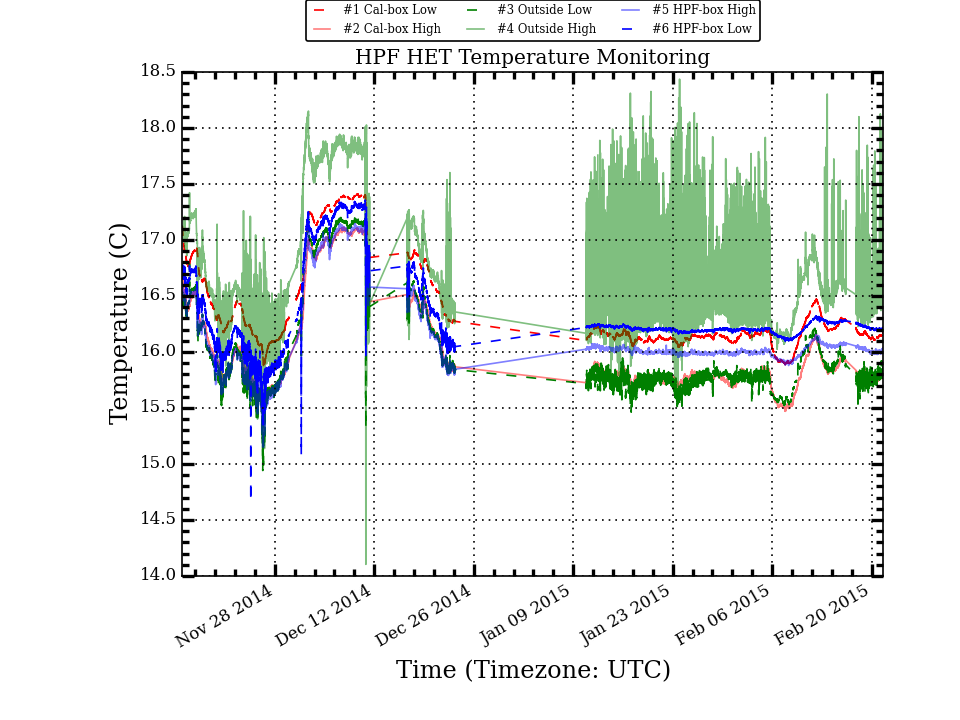 #1 Cal-box Low #3 Outside Low #5 HPF-box High
#2 Cal-box High #4 Outside High #6 HPF-box Low
HPF HET Temperature Monitoring
18.5
18.0
17.5
17.0
16.5
16.0
15.5
15.0
14.5
14.0
Temperature (C)
Nov 28 2014
Dec 12 2014
Dec 26 2014
Jan 09 2015
Jan 23 2015
Feb 06 2015
Feb 20 2015
Time (Timezone: UTC)